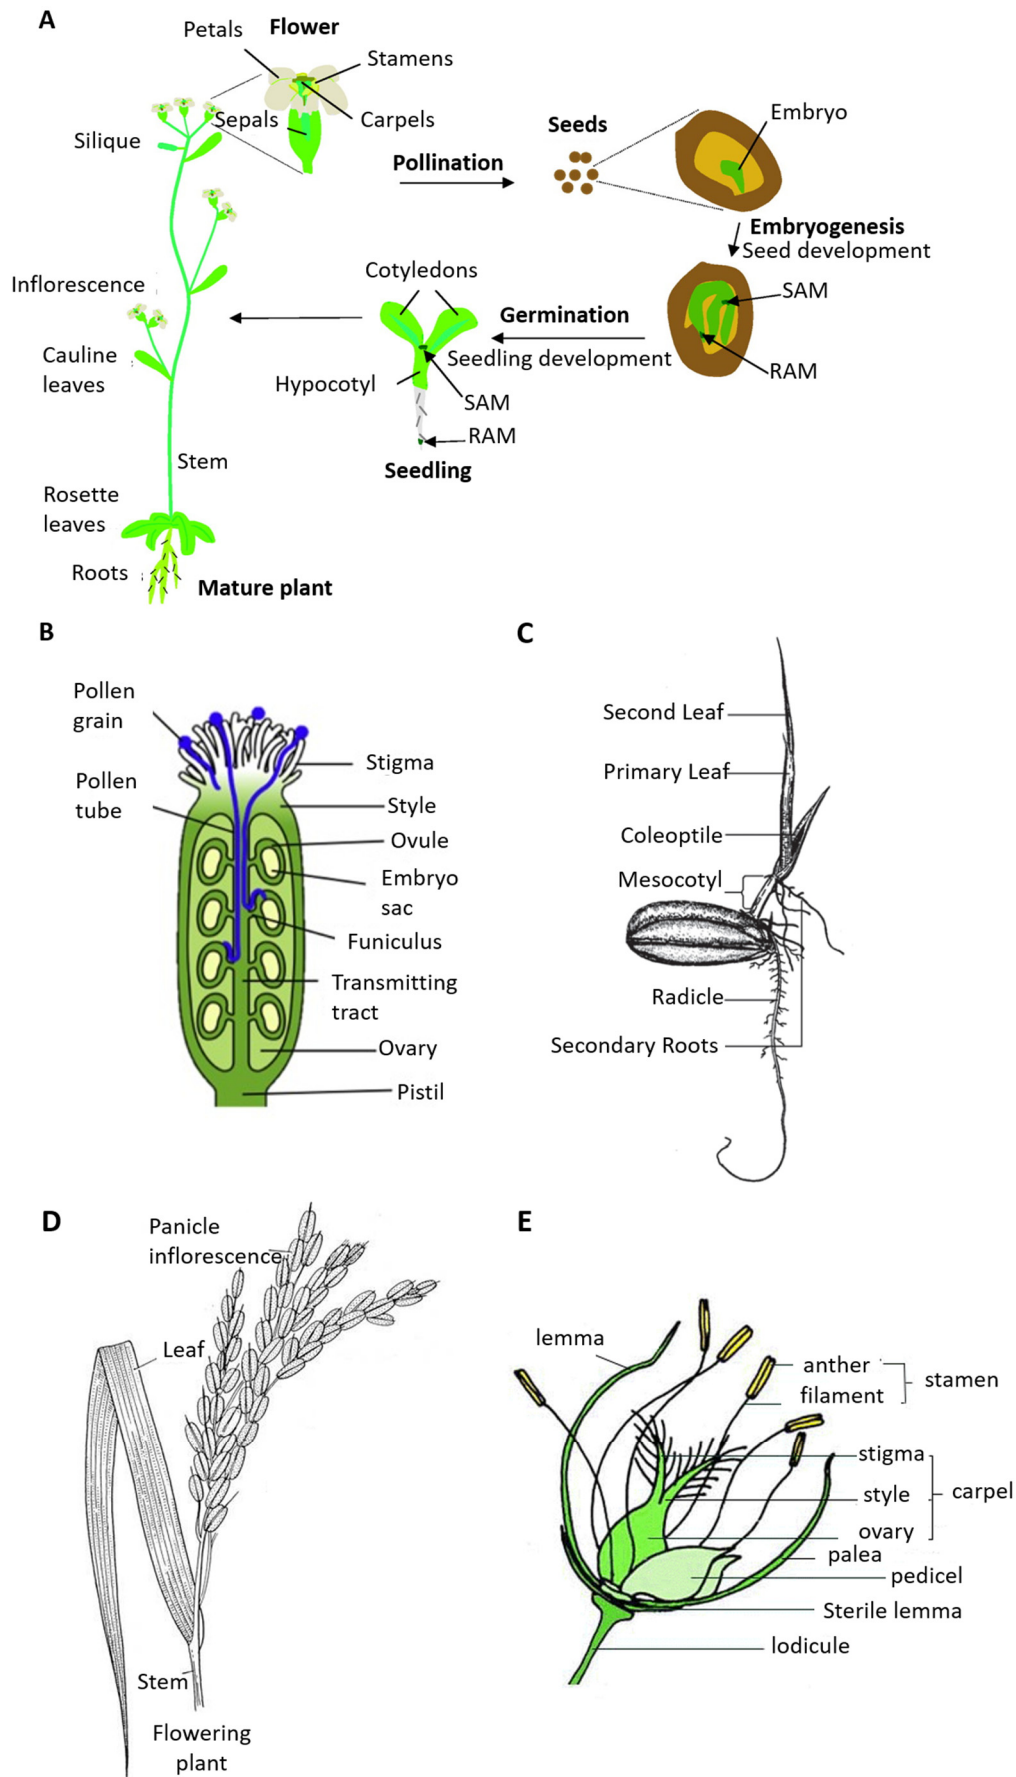 A
Petals
Flower
Stamens
Sepals
Carpels
Silique
Pollination
Seeds
Embryo
Embryogenesis
Seed development
SAM
RAM
Germination
Seedling development
Cotyledons
Hypocotyl
SAM
RAM
Seedling
Inflorescence
Cauline
leaves
Stem
Rosette
leaves
Roots
Mature plant
B
Pollen
grain
Pollen
tube
Stigma
Style
Ovule
Embryo
sac
Funiculus
Transmitting
tract
Ovary
Pistil
C
Second Leaf
Primary Leaf
Coleoptile
Mesocotyl
Radicle
Secondary Roots
D
Panicle
inflorescence
Leaf
Stem
Flowering
plant
E
lemma
anther
filament
stamen
stigma
style
carpel
ovary
palea
pedicel
Sterile lemma
lodicule